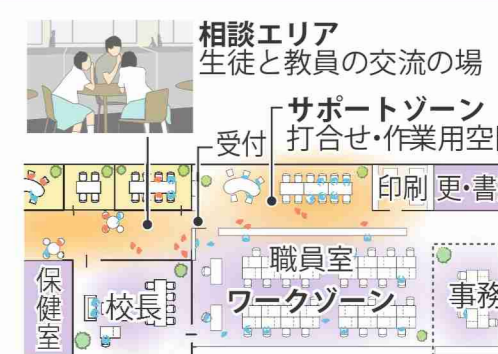 相談エリア
生徒と教員の交流の場
サポートゾーン
受付
打合せ・作業用空
印刷
更・書
職員室
ワークゾーン
保健室
校長
事務